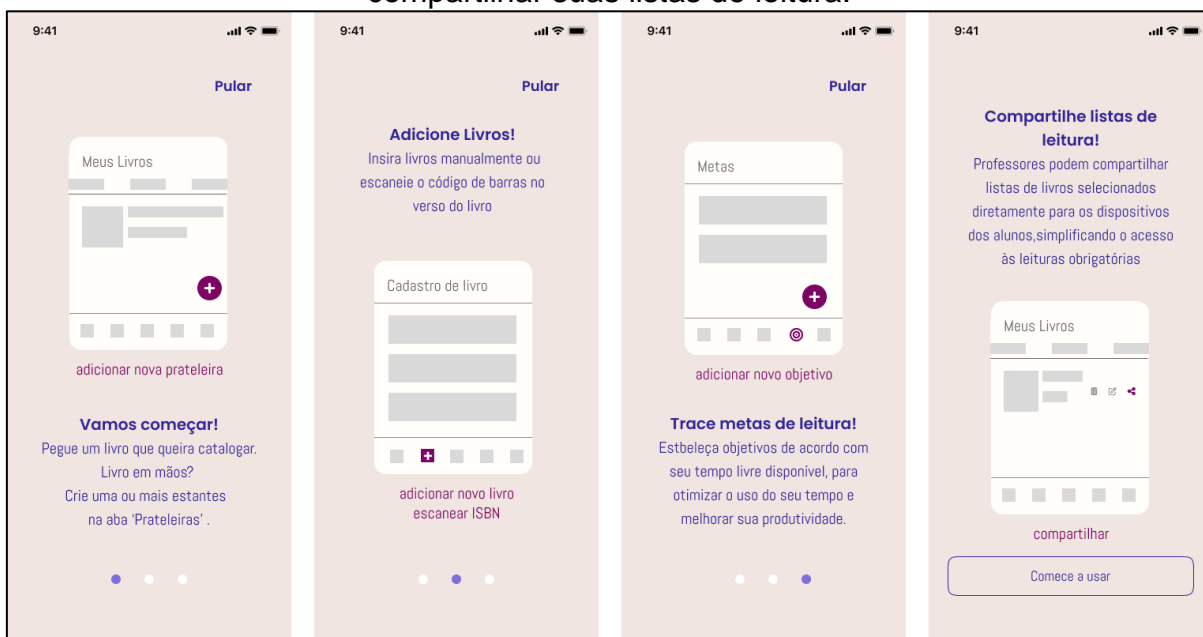 compartilhar suas listas de leitura.
9:41
Pular
Meus Livros
adicionar nova prateleira
Vamos começar!
Pegue um livro que queira catalogar.
Livro em mãos?
Crie uma ou mais estantes
na aba 'Prateleiras' .
9:41
Pular
Adicione Livros!
Insira livros manualmente ou
escaneie o código de barras no
verso do livro
Cadastro de livro
adicionar novo livro
escanear ISBN
9:41
Pular
Metas
adicionar novo objetivo
Trace metas de leitura!
Estbeleça objetivos de acordo com
seu tempo livre disponível, para
otimizar o uso do seu tempo e
melhorar sua produtividade.
9:41
Compartilhe listas de
leitura!
Professores podem compartilhar
listas de livros selecionados
diretamente para os dispositivos
dos alunos,simplificando o acesso
às leituras obrigatórias
Meus Livros
compartilhar
Comece a usar